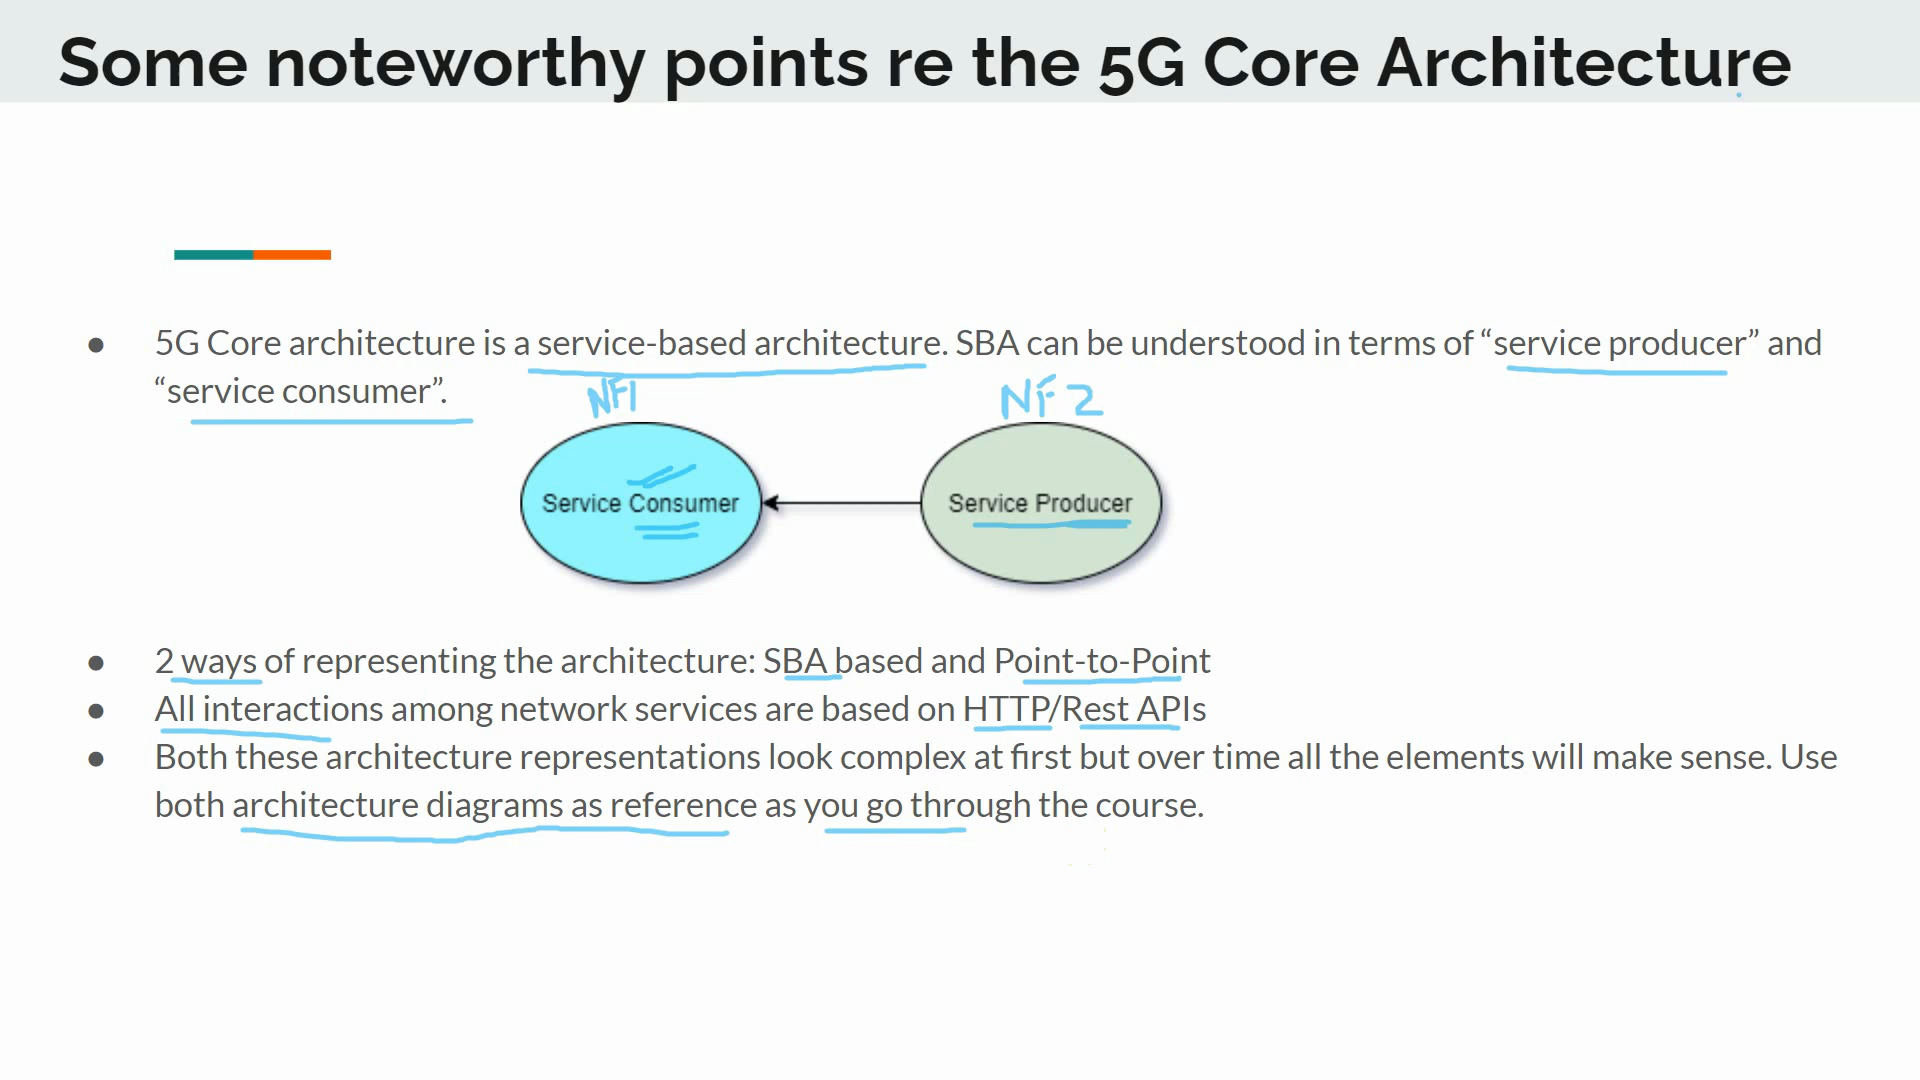 Some noteworthy points re the 5G Core Architecture
● 5G Core architecture is a service-based architecture. SBA can be understood in terms of “service producer” and
“service consumer”.
NF1 NF2
Service Consumer Service Producer
● 2 ways of representing the architecture: SBA based and Point-to-Point
● All interactions among network services are based on HTTP/Rest APIs
● Both these architecture representations look complex at first but over time all the elements will make sense. Use
both architecture diagrams as reference as you go through the course.